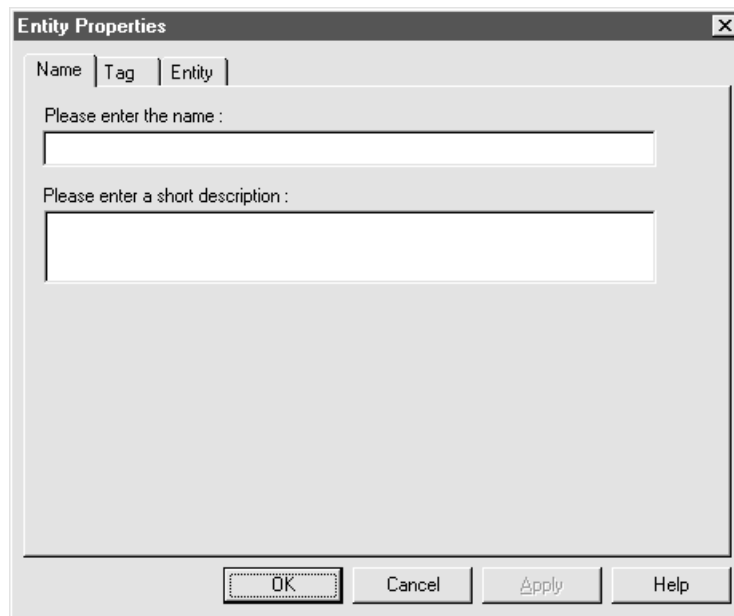 Entity Properties
Name Tag Entity
Please enter the name :
Please enter a short description :
OK Cancel Apply Help